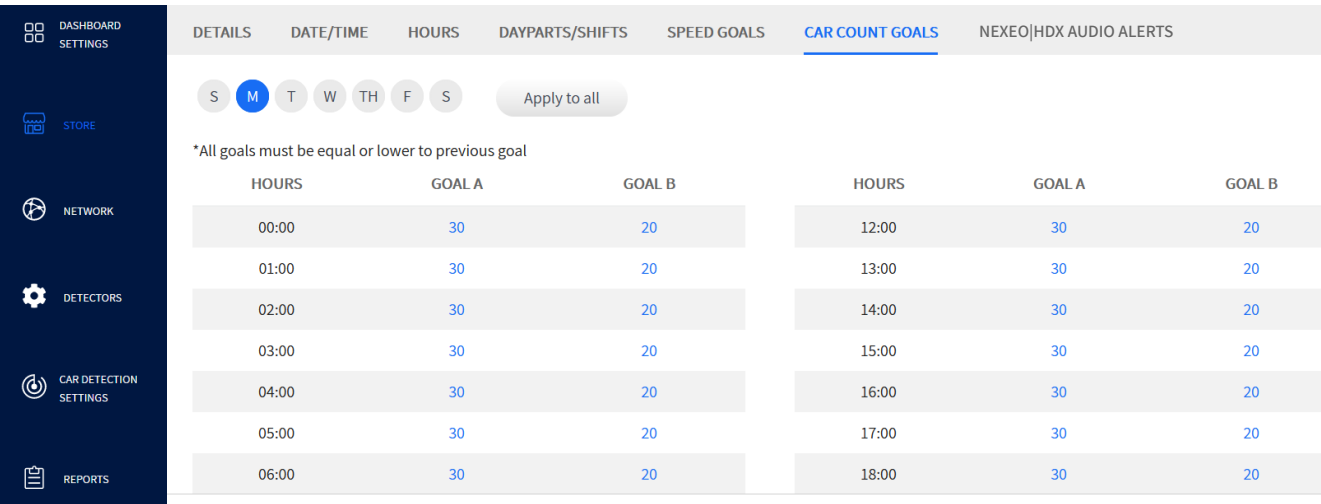 DASHBOARD
SETTINGS
STORE
NETWORK
DETECTORS
CAR DETECTION
SETTINGS
REPORTS
DETAILS DATE/TIME HOURS DAYPARTS/SHIFTS SPEED GOALS CAR COUNT GOALS NEXEO|HDX AUDIO ALERTS
S M T W TH F S Apply to all
*All goals must be equal or lower to previous goal
HOURS GOAL A GOAL B HOURS GOAL A GOAL B
00:00 30 20 12:00 30 20
01:00 30 20 13:00 30 20
02:00 30 20 14:00 30 20
03:00 30 20 15:00 30 20
04:00 30 20 16:00 30 20
05:00 30 20 17:00 30 20
06:00 30 20 18:00 30 20